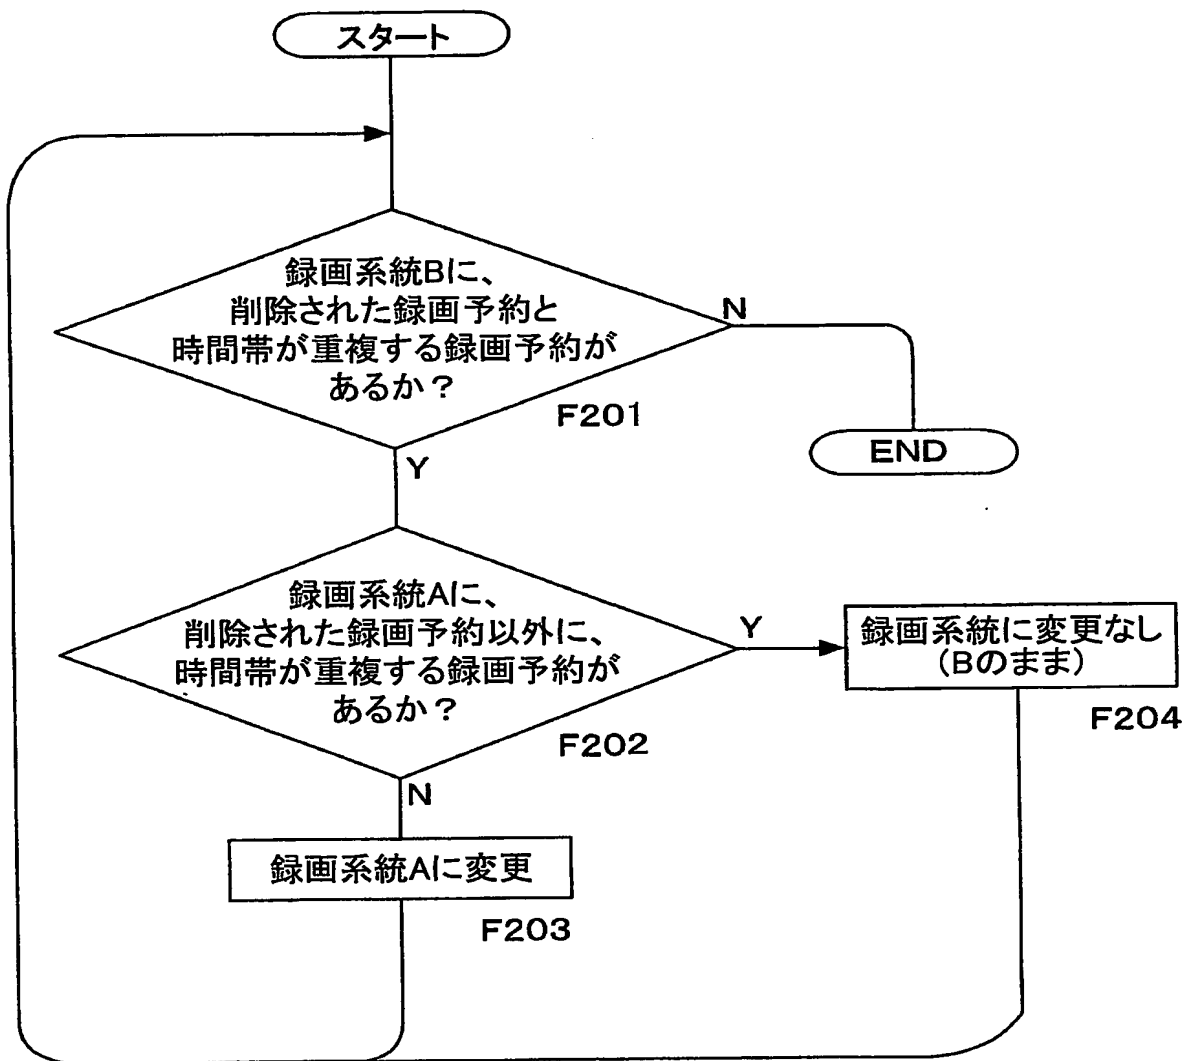 スタート
録画系統Bに、
削除された録画予約と
時間帯が重複する録画予約が
あるか？
N
F201
END
Y
録画系統Aに、
削除された録画予約以外に、
時間帯が重複する録画予約が
あるか？
Y
録画系統に変更なし
(Bのまま)
F202
F204
N
録画系統Aに変更
F203